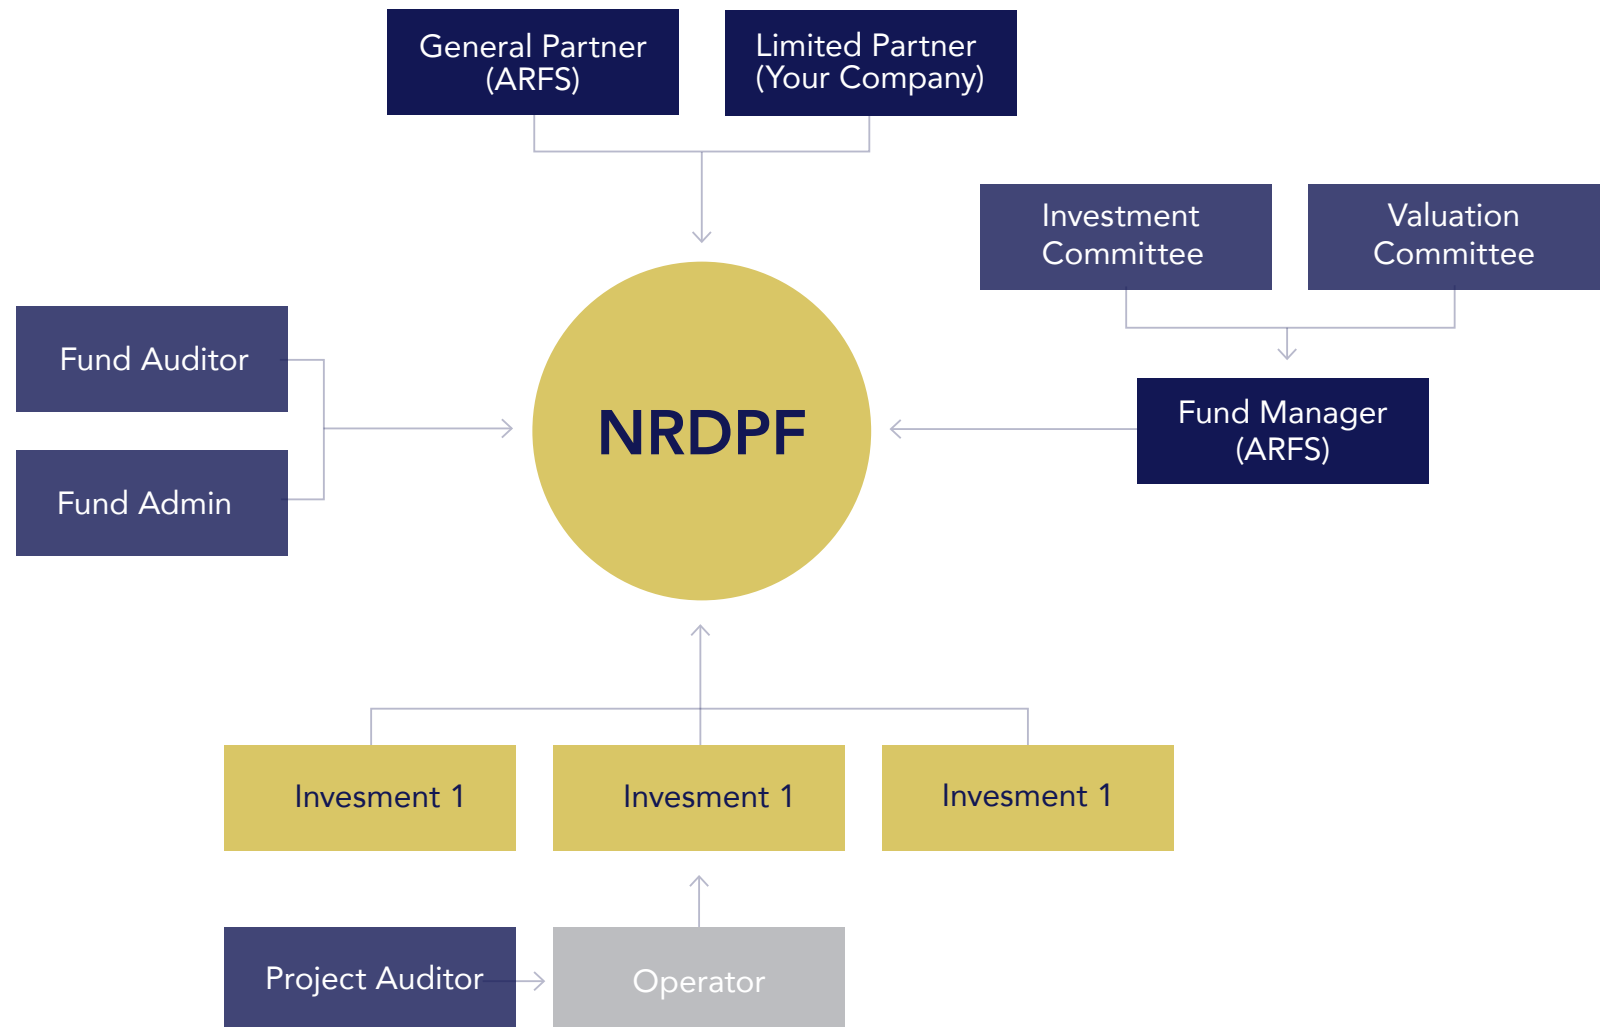 General Partner
(ARFS)
Limited Partner
(Your Company)
Investment
Committee
Valuation
Committee
Fund Auditor
Fund Admin
NRDPF
Fund Manager
(ARFS)
Invesment 1
Invesment 1
Invesment 1
Project Auditor
Operator